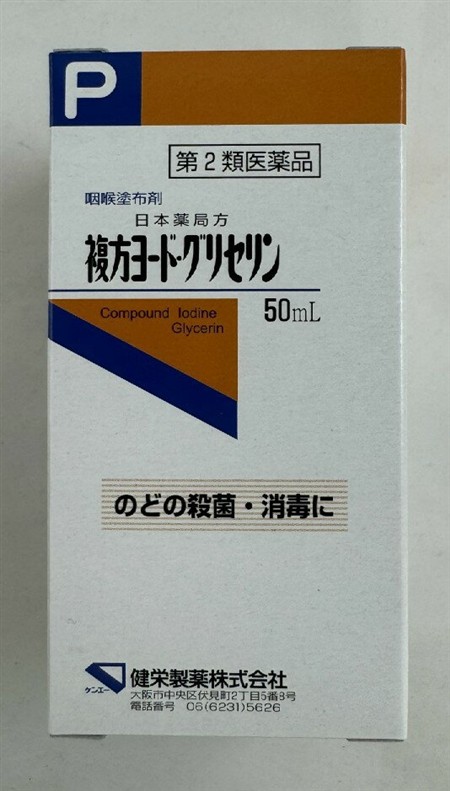 P
第2類医薬品
咽喉塗布剤
日本薬局方
複方ヨード・グリセリン
Compound Iodine
Glycerin
50mL
のどの殺菌・消毒に
ケンエー
健栄製薬株式会社
大阪市中央区伏見町2丁目5番8号
電話番号 06(6231)5626